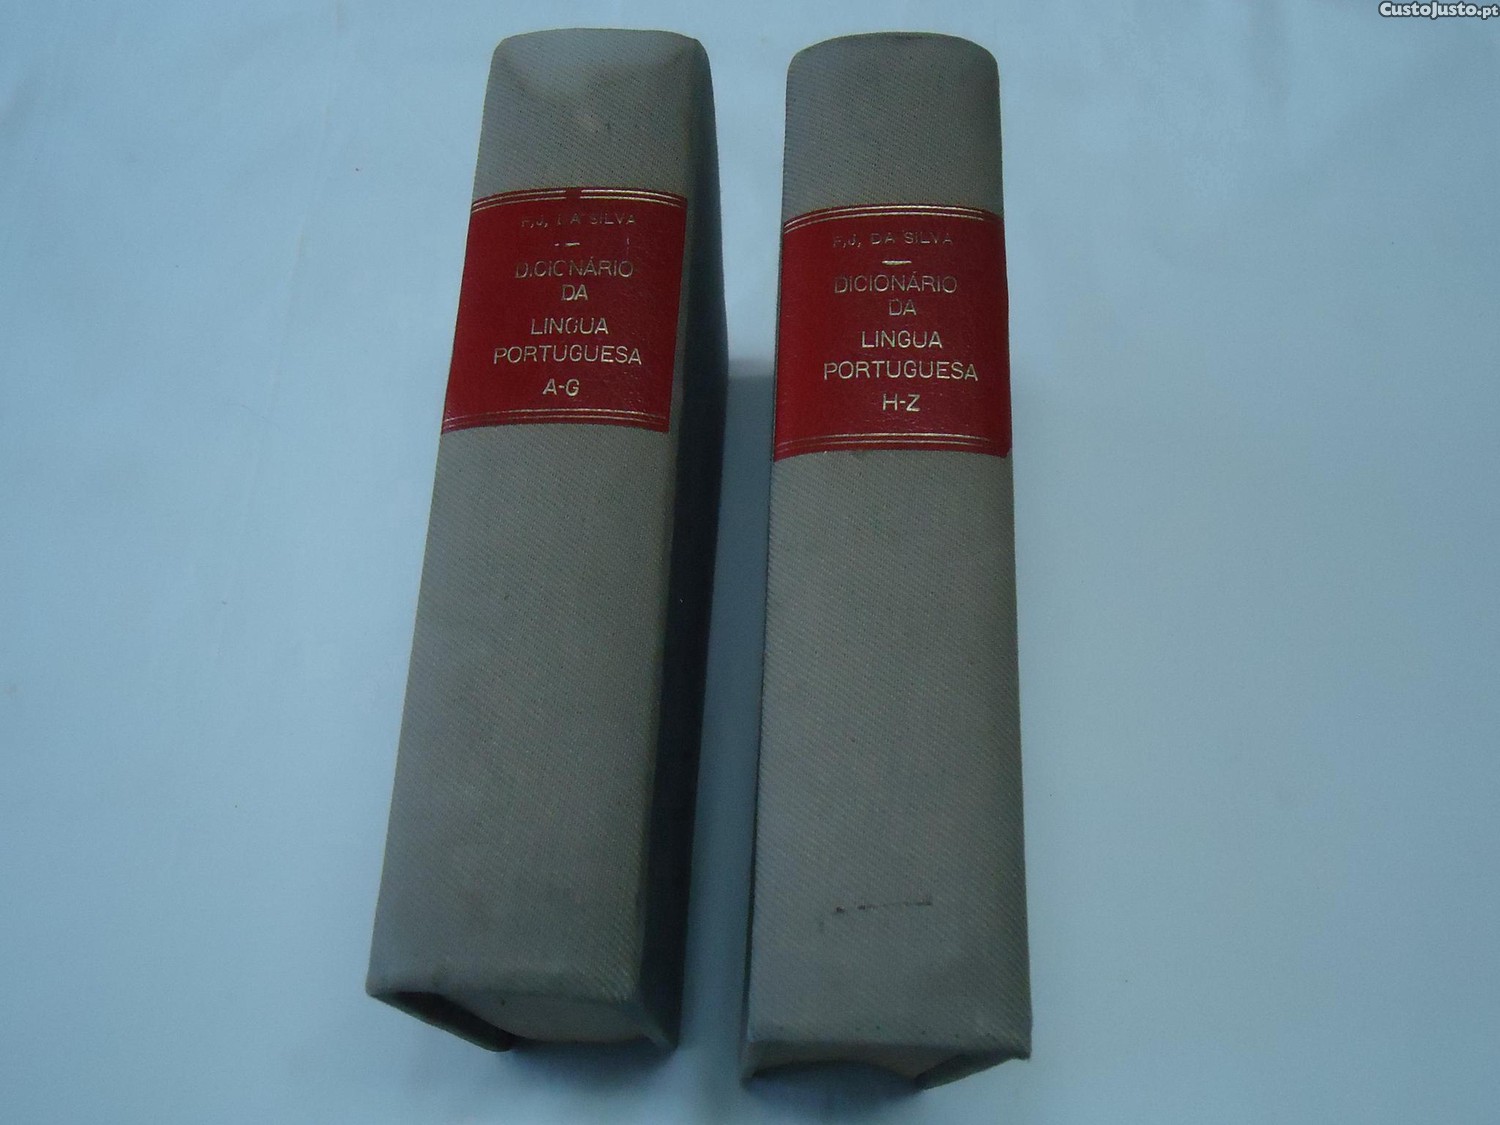 CustoJusto.pt
F,J, DA SILVA
DICIONÁRIO
DA
LINGUA
PORTUGUESA
A-G
F,J, DA SILVA
DICIONÁRIO
DA
LINGUA
PORTUGUESA
H-Z